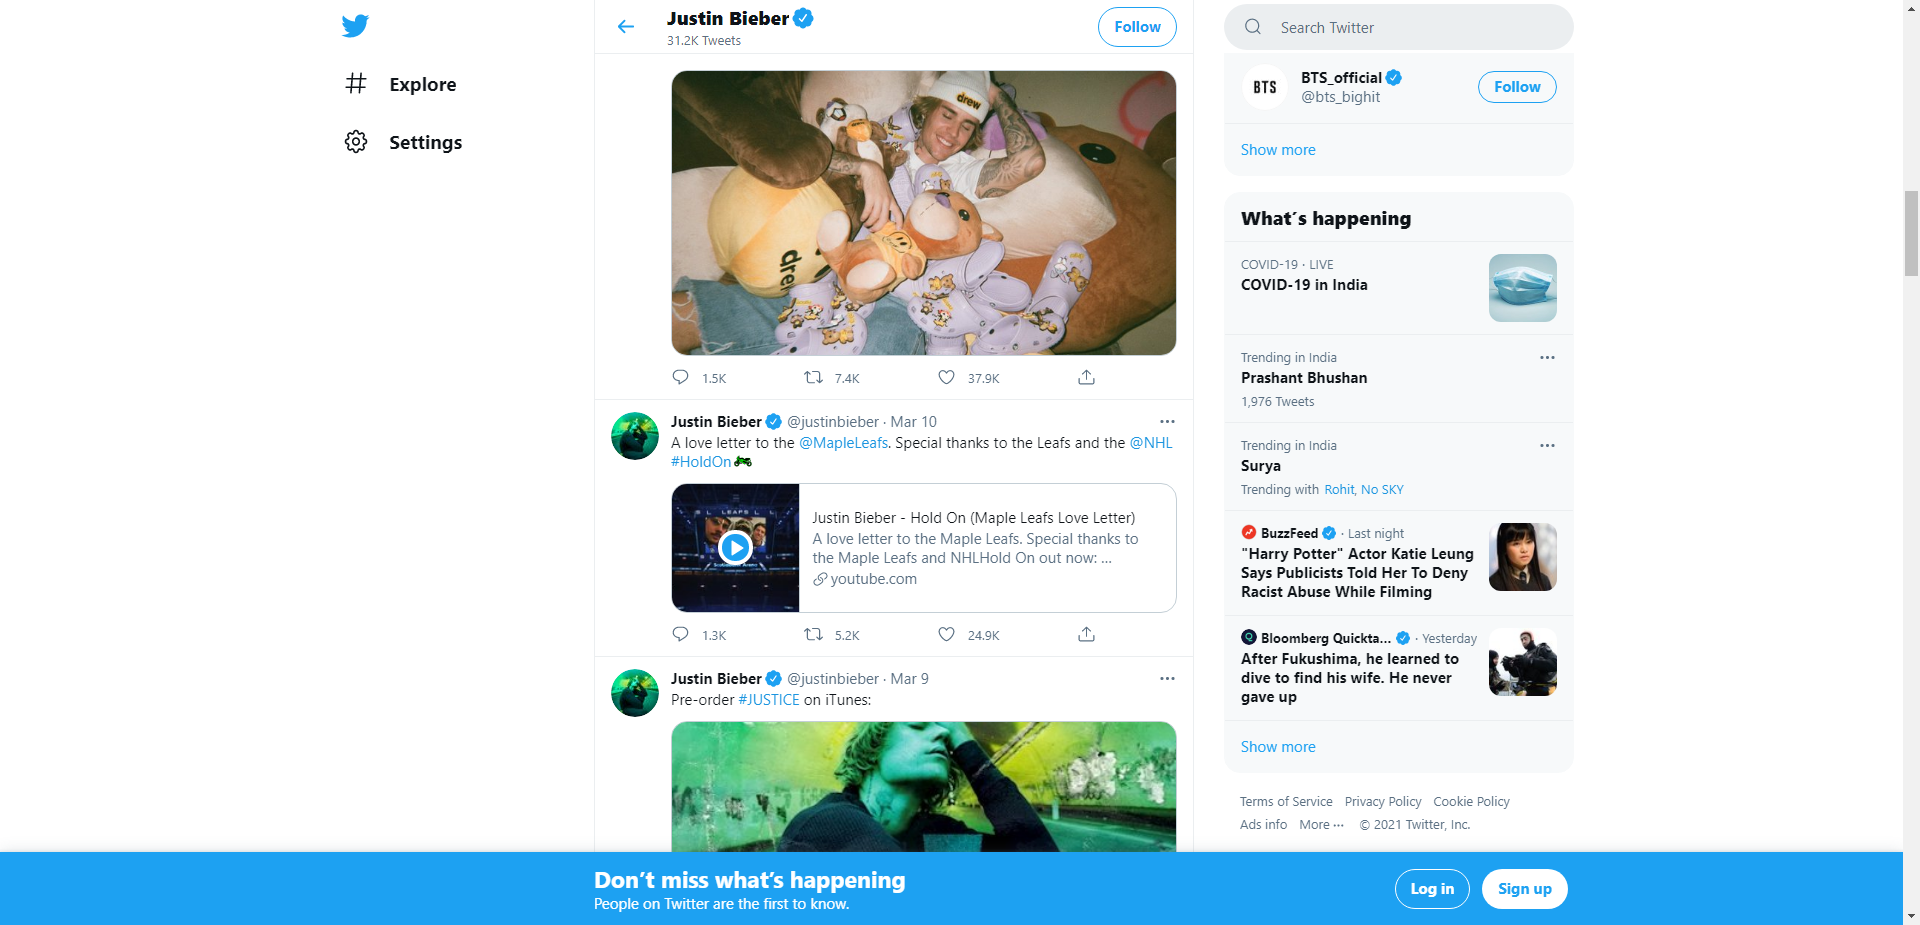 Explore
Settings
Justin Bieber
31.2K Tweets
Follow
drew
drew
1.5K 7.4K 37.9K
Justin Bieber @justinbieber · Mar 10
A love letter to the @MapleLeafs. Special thanks to the Leafs and the @NHL
#HoldOn
LEAFS
Justin Bieber - Hold On (Maple Leafs Love Letter)
A love letter to the Maple Leafs. Special thanks to
the Maple Leafs and NHLHold On out now: ...
youtube.com
1.3K 5.2K 24.9K
Justin Bieber @justinbieber · Mar 9
Pre-order #JUSTICE on iTunes:
Search Twitter
BTS
BTS_official
@bts_bighit
Follow
Show more
What's happening
COVID-19 · LIVE
COVID-19 in India
Trending in India
Prashant Bhushan
1,976 Tweets
Trending in India
Surya
Trending with Rohit, No SKY
BuzzFeed · Last night
"Harry Potter" Actor Katie Leung
Says Publicists Told Her To Deny
Racist Abuse While Filming
Bloomberg Quickta... · Yesterday
After Fukushima, he learned to
dive to find his wife. He never
gave up
Show more
Terms of Service Privacy Policy Cookie Policy
Ads info More ··· © 2021 Twitter, Inc.
Don't miss what's happening
People on Twitter are the first to know.
Log in
Sign up